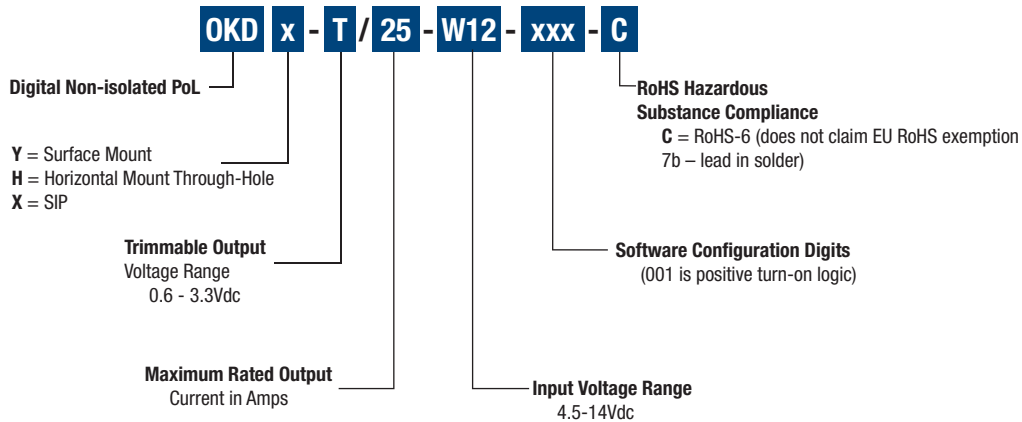 OKD x - T / 25 - W12 - xxx - C
Digital Non-isolated PoL
RoHS Hazardous
Substance Compliance
C = RoHS-6 (does not claim EU RoHS exemption
7b – lead in solder)
Y = Surface Mount
H = Horizontal Mount Through-Hole
X = SIP
Trimmable Output
Voltage Range
0.6 - 3.3Vdc
Software Configuration Digits
(001 is positive turn-on logic)
Maximum Rated Output
Current in Amps
Input Voltage Range
4.5-14Vdc